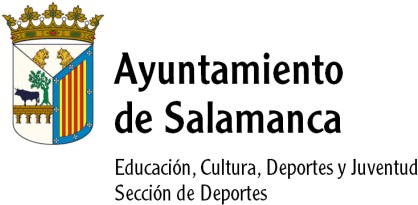 Ayuntamiento
de Salamanca
Educación, Cultura, Deportes y Juventud
Sección de Deportes